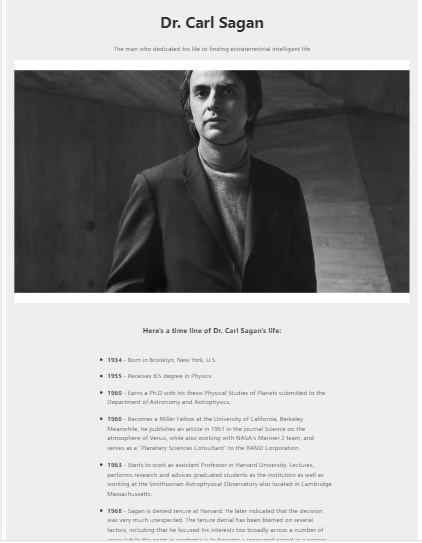 Dr. Carl Sagan
The man who dedicated his life to finding extraterrestrial intelligent life
Here's a time line of Dr. Carl Sagan's life:
1934 - Born in Brooklyn, New York, U.S
1955 - Receives B.S degree in Physics.
1960 - Earns a Ph.D with his thesis Physical Studies of Planets submitted to the
Department of Astronomy and Astrophysics.
1960 - Becomes a Miller Fellow at the University of California, Berkeley.
Meanwhile, he publishes an article in 1961 in the journal Science on the
atmosphere of Venus, while also working with NASA's Mariner 2 team, and
serves as a "Planetary Sciences Consultant" to the RAND Corporation.
1963 - Starts to work as assistant Professor in Harvard University. Lectures,
performs research and advices graduated students as the institution as well as
working at the Smithsonian Astrophysical Observatory also located in Cambridge
Massachusetts.
1968 - Sagan is denied tenure at Harvard. He later indicated that the decision
was very much unexpected. The tenure denial has been blamed on several
factors, including that he focused his interests too broadly across a number of